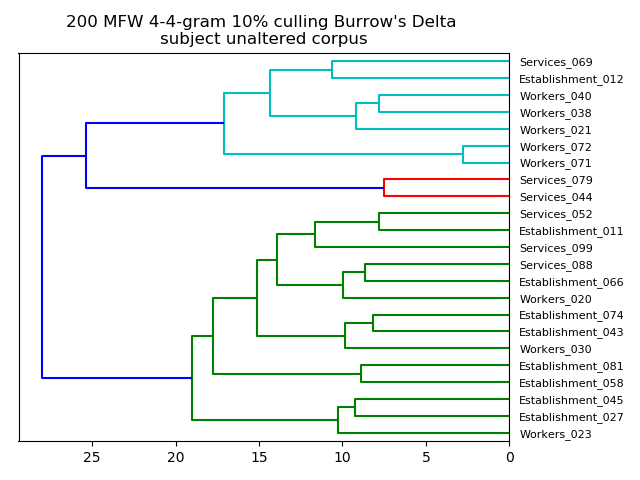 200 MFW 4-4-gram 10% culling Burrow's Delta
subject unaltered corpus
Services_069
Establishment_012
Workers_040
Workers_038
Workers_021
Workers_072
Workers_071
Services_079
Services_044
Services_052
Establishment_011
Services_099
Services_088
Establishment_066
Workers_020
Establishment_074
Establishment_043
Workers_030
Establishment_081
Establishment_058
Establishment_045
Establishment_027
Workers_023
25 20 15 10 5 0